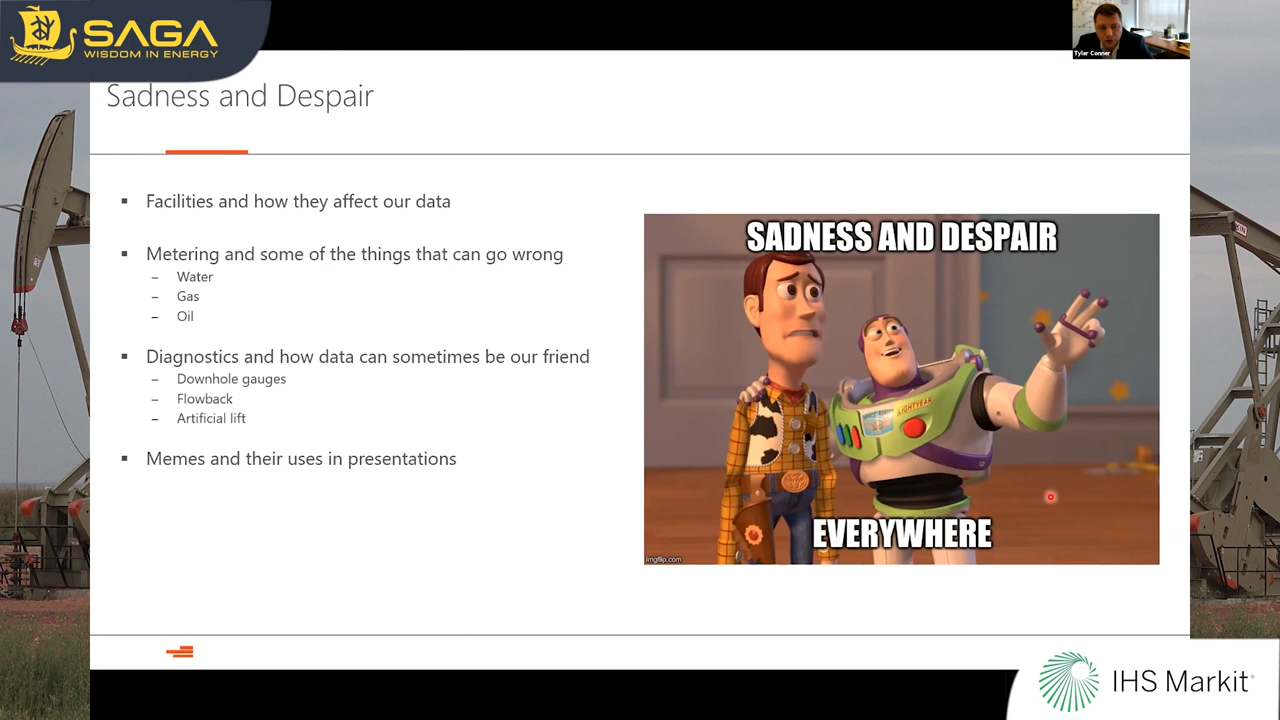 SAGA
WISDOM IN ENERGY
Tyler Conner
Sadness and Despair
Facilities and how they affect our data
Metering and some of the things that can go wrong
– Water
– Gas
– Oil
Diagnostics and how data can sometimes be our friend
– Downhole gauges
– Flowback
– Artificial lift
Memes and their uses in presentations
SADNESS AND DESPAIR
LIGHTYEAR
EVERYWHERE
imgflip.com
IHS Markit